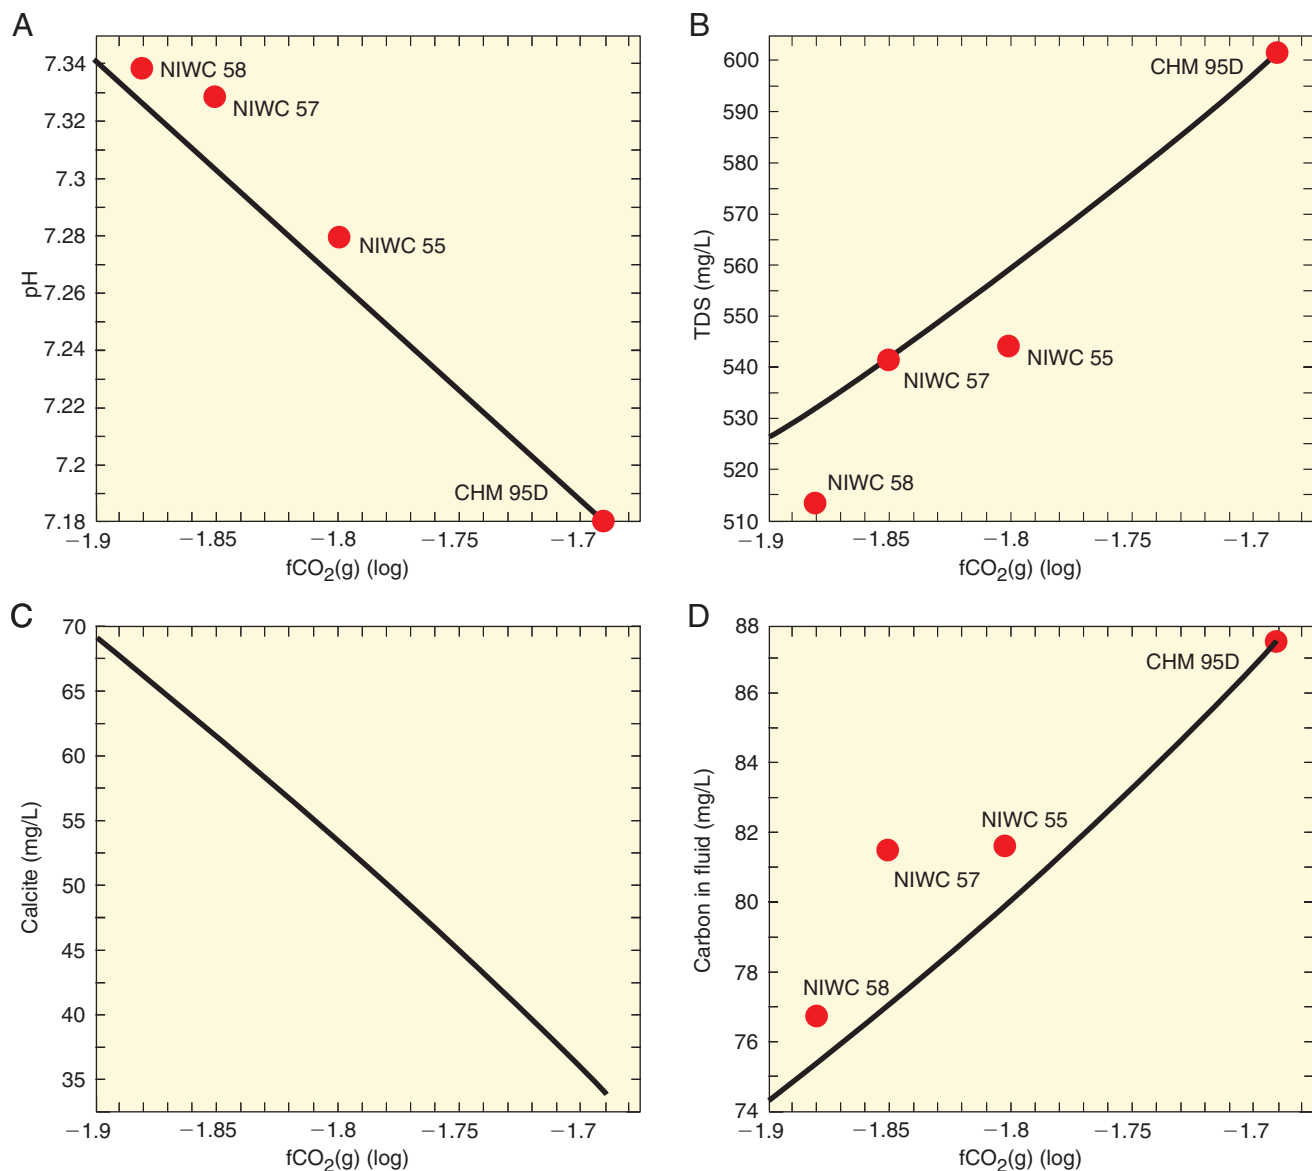 A
7.34
7.32
7.3
7.28
7.26
7.24
7.22
7.2
7.18
pH
NIWC 58
NIWC 57
NIWC 55
CHM 95D
−1.9
−1.85
−1.8
−1.75
−1.7
fCO2(g) (log)
B
600
590
580
570
560
550
540
530
520
510
TDS (mg/L)
CHM 95D
NIWC 57
NIWC 55
NIWC 58
−1.9
−1.85
−1.8
−1.75
−1.7
fCO2(g) (log)
C
70
65
60
55
50
45
40
35
Calcite (mg/L)
−1.9
−1.85
−1.8
−1.75
−1.7
fCO2(g) (log)
D
88
86
84
82
80
78
76
74
Carbon in fluid (mg/L)
CHM 95D
NIWC 55
NIWC 57
NIWC 58
−1.9
−1.85
−1.8
−1.75
−1.7
fCO2(g) (log)